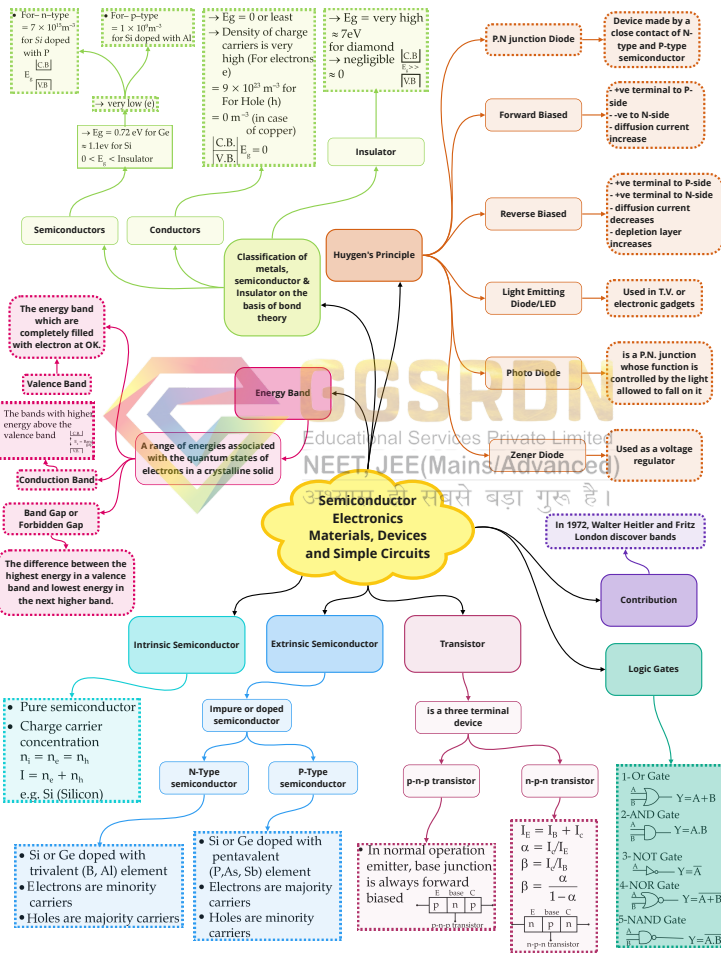 • For– n–type
= 7 × 10¹⁵m⁻³
for Si doped
with P
C.B
E_g
V.B
• For– p–type
= 1 × 10⁹m⁻³
for Si doped with Al
→ very low (e)
→ Eg = 0.72 eV for Ge
≈ 1.1ev for Si
0 < E_g < Insulator
→ Eg = 0 or least
→ Density of charge
carriers is very
high (For electrons
e)
= 9 × 10²³ m⁻³ for
For Hole (h)
= 0 m⁻³ (in case
of copper)
C.B.
V.B. E_g = 0
→ Eg = very high
≈ 7eV
for diamond
→ negligible
≈ 0
C.B
E_g >>
V.B
Insulator
Semiconductors
Conductors
Classification of
metals,
semiconductor &
Insulator on the
basis of bond
theory
Huygen's Principle
P.N junction Diode
Device made by a
close contact of N-
type and P-type
semiconductor
Forward Biased
- +ve terminal to P-
side
- -ve to N-side
- diffusion current
increase
Reverse Biased
- +ve terminal to P-side
- +ve terminal to N-side
- diffusion current
decreases
- depletion layer
increases
Light Emitting
Diode/LED
Used in T.V. or
electronic gadgets
Photo Diode
is a P.N. junction
whose function is
controlled by the light
allowed to fall on it
Zener Diode
Used as a voltage
regulator
The energy band
which are
completely filled
with electron at OK.
Valence Band
The bands with higher
energy above the
valence band
Conduction Band
Band Gap or
Forbidden Gap
The difference between the
highest energy in a valence
band and lowest energy in
the next higher band.
Energy Band
A range of energies associated
with the quantum states of
electrons in a crystalline solid
GGSRDN
Educational Services Private Limited
NEET, JEE(Mains/Advanced)
अभ्यास ही सबसे बड़ा गुरू है।
Semiconductor
Electronics
Materials, Devices
and Simple Circuits
In 1972, Walter Heitler and Fritz
London discover bands
Contribution
Logic Gates
Intrinsic Semiconductor
Extrinsic Semiconductor
Transistor
• Pure semiconductor
• Charge carrier
concentration
n_i = n_e = n_h
I = n_e + n_h
e.g. Si (Silicon)
Impure or doped
semiconductor
N-Type
semiconductor
P-Type
semiconductor
• Si or Ge doped with
trivalent (B, Al) element
• Electrons are minority
carriers
• Holes are majority carriers
• Si or Ge doped with
pentavalent
(P,As, Sb) element
• Electrons are majority
carriers
• Holes are minority
carriers
is a three terminal
device
p-n-p transistor
n-p-n transistor
• In normal operation
emitter, base junction
is always forward
biased
E base C
p n p
n-p-n transistor
I_E = I_B + I_c
α = I_c/I_E
β = I_c/I_B
β = α/(1–α)
E base C
n p n
n-p-n transistor
1-Or Gate
A
B
Y=A+B
2-AND Gate
A
B
Y=A.B
3- NOT Gate
A
Y=A̅
4-NOR Gate
A
B
Y=A̅+̅B̅
5-NAND Gate
A
B
Y=A̅.̅B̅